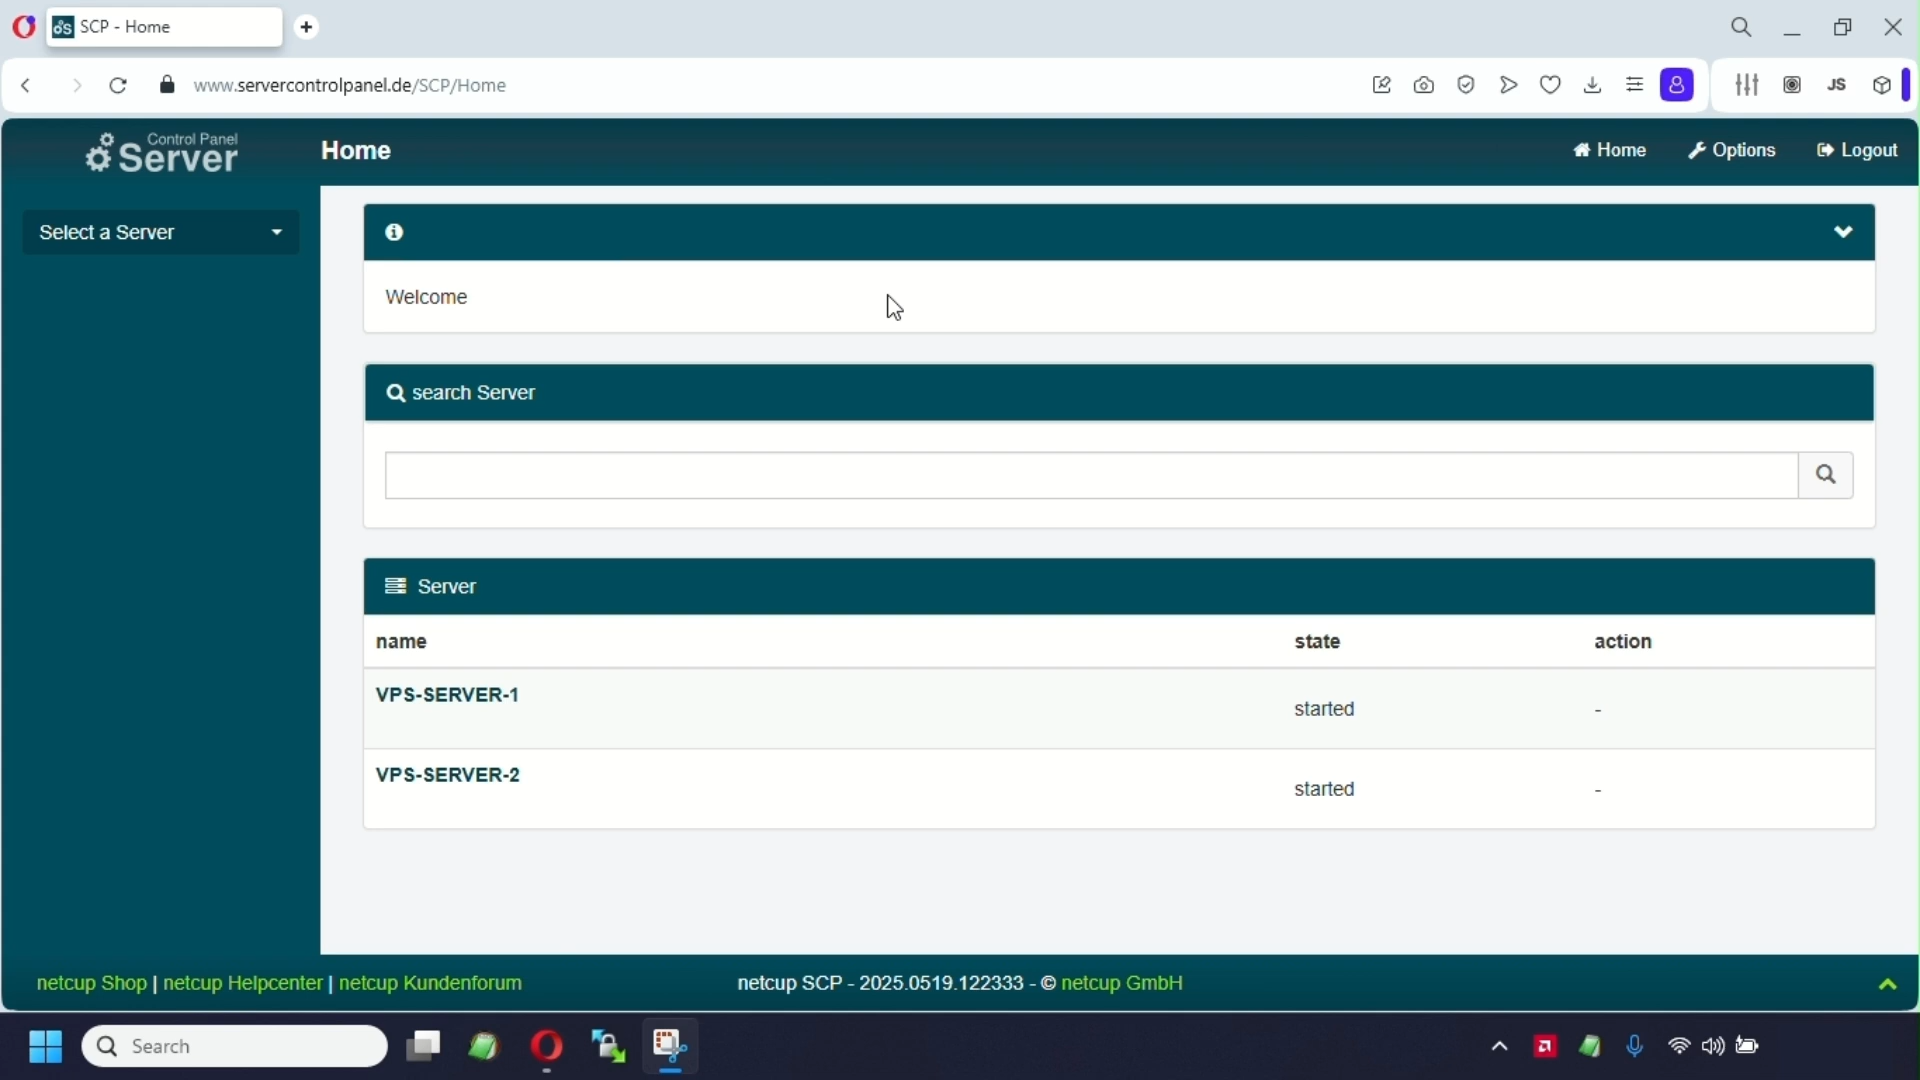 SCP - Home
www.servercontrolpanel.de/SCP/Home
JS
Control Panel
Server
Home
Home
Options
Logout
Select a Server
Welcome
search Server
Server
name state action
VPS-SERVER-1
started -
VPS-SERVER-2
started -
netcup Shop | netcup Helpcenter | netcup Kundenforum
netcup SCP - 2025.0519.122333 - © netcup GmbH
Search